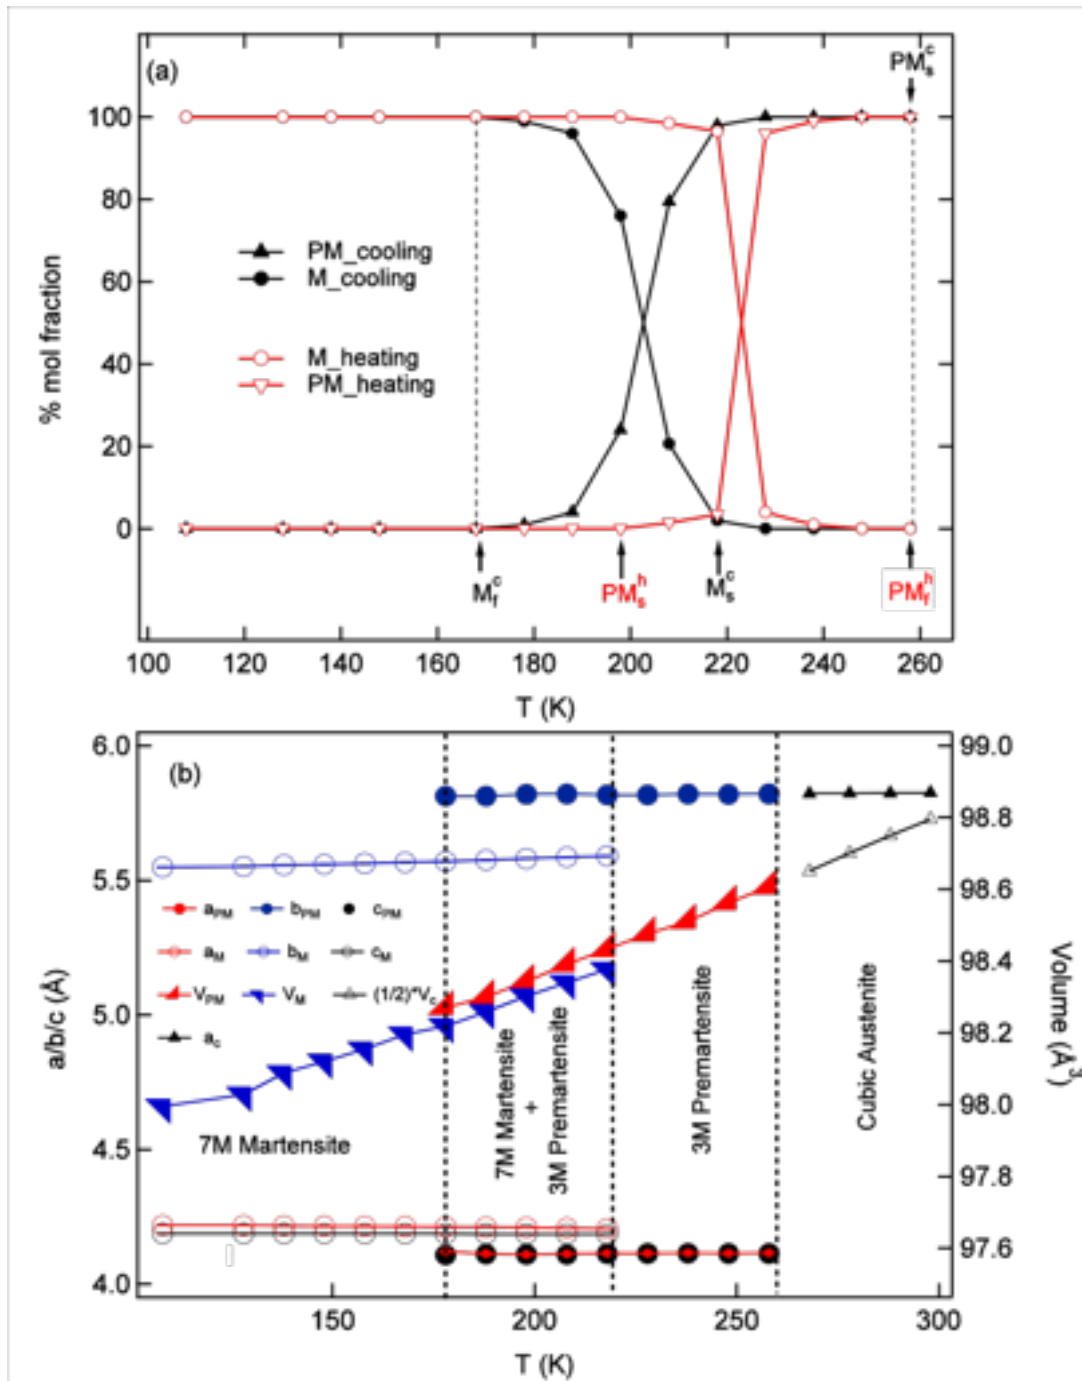 (a)
PM_s^c
100
80
60
40
20
0
% mol fraction
PM_cooling
M_cooling
M_heating
PM_heating
M_f^c
PM_s^h
M_s^c
PM_f^h
100 120 140 160 180 200 220 240 260
T (K)
(b)
6.0
5.5
5.0
4.5
4.0
a/b/c (Å)
99.0
98.8
98.6
98.4
98.2
98.0
97.8
97.6
Volume (Å³)
a_PM b_PM c_PM
a_M b_M c_M
V_PM V_M (1/2)*V_c
a_c
7M Martensite
7M Martensite
+
3M Premartensite
3M Premartensite
Cubic Austenite
150 200 250 300
T (K)